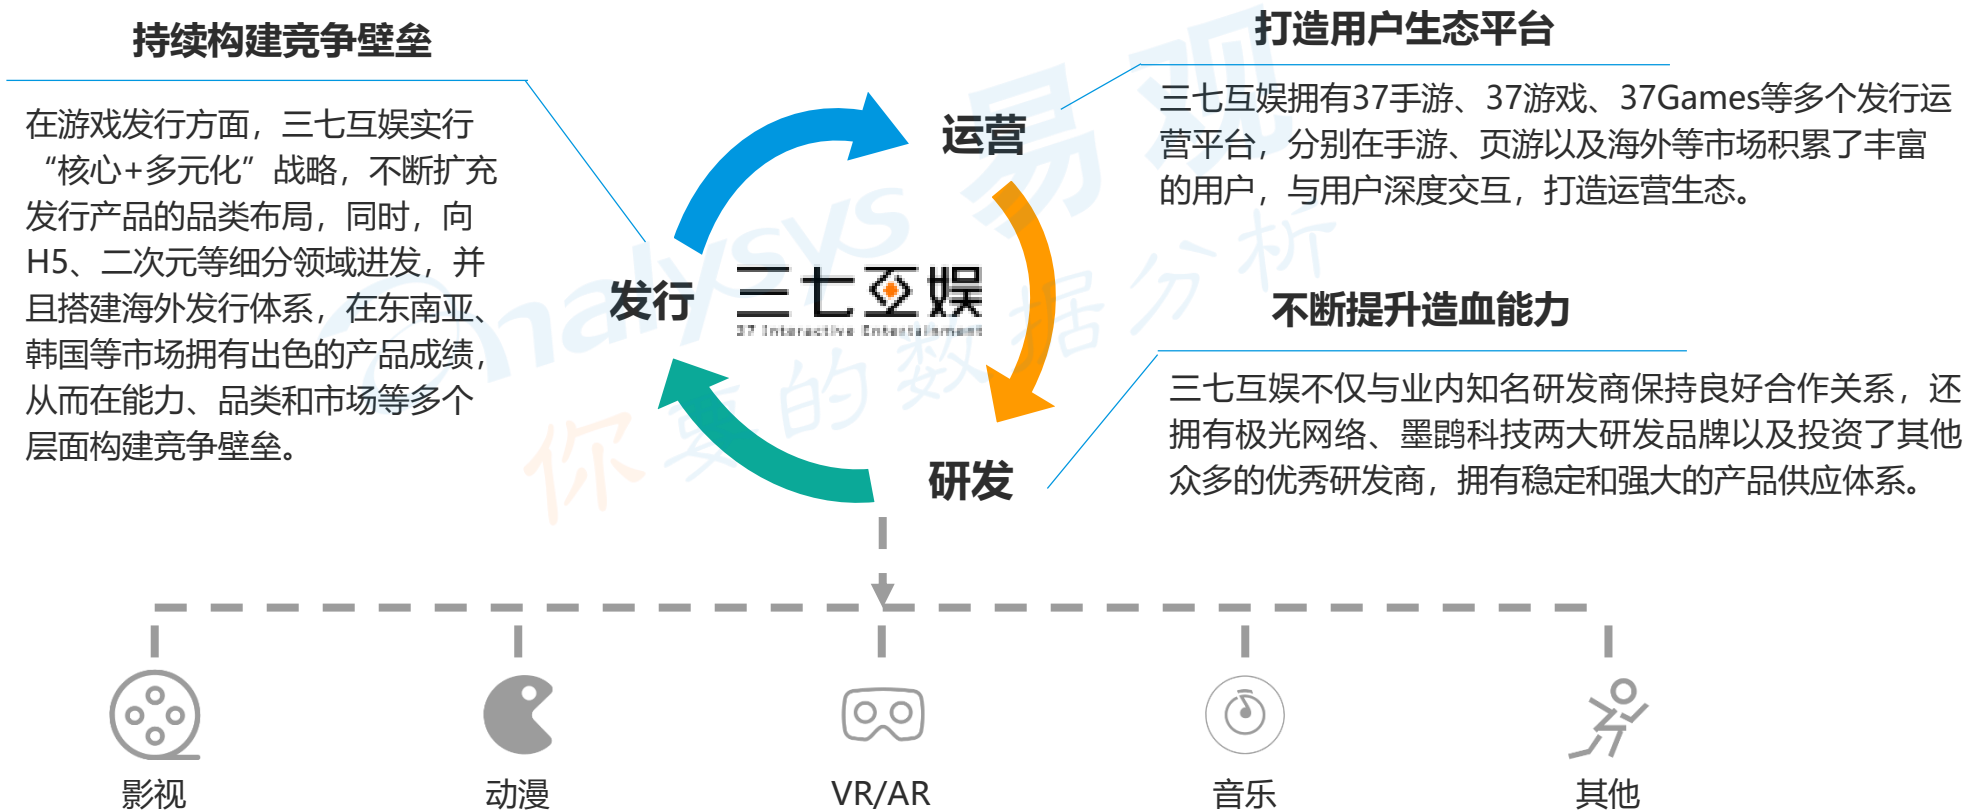 持续构建竞争壁垒
在游戏发行方面，三七互娱实行
“核心+多元化”战略，不断扩充
发行产品的品类布局，同时，向
H5、二次元等细分领域进发，并
且搭建海外发行体系，在东南亚、
韩国等市场拥有出色的产品成绩，
从而在能力、品类和市场等多个
层面构建竞争壁垒。
打造用户生态平台
三七互娱拥有37手游、37游戏、37Games等多个发行运
营平台，分别在手游、页游以及海外等市场积累了丰富
的用户，与用户深度交互，打造运营生态。
运营
发行
三七互娱
37 Interactive Entertainment
研发
不断提升造血能力
三七互娱不仅与业内知名研发商保持良好合作关系，还
拥有极光网络、墨鹍科技两大研发品牌以及投资了其他
众多的优秀研发商，拥有稳定和强大的产品供应体系。
analysys 易观
你要的数据分析
影视
动漫
VR/AR
音乐
其他